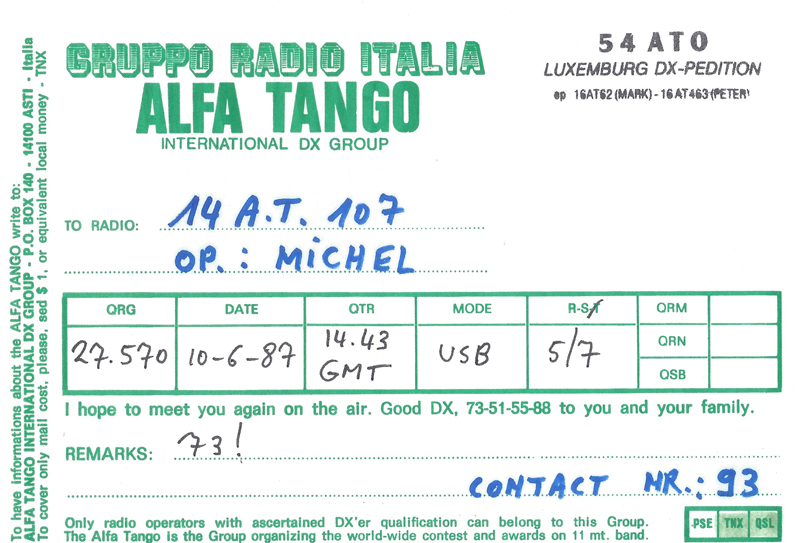 To have informations about the ALFA TANGO write to:
ALFA TANGO INTERNATIONAL DX GROUP - P.O. BOX 140 - 14100 ASTI - Italia
To cover only mail cost, please, sed $ 1, or equivalent local money - TNX
GRUPPO RADIO ITALIA
ALFA TANGO
INTERNATIONAL DX GROUP
54 AT0
LUXEMBURG DX-PEDITION
op 16AT62 (MARK) - 16 AT463 (PETER)
TO RADIO: 14 A.T. 107
OP.: MICHEL
QRG DATE QTR MODE R-S/T QRM
27.570 10-6-87 14.43 GMT USB 5/7 QRN
QSB
I hope to meet you again on the air. Good DX, 73-51-55-88 to you and your family.
REMARKS: 73!
CONTACT NR.: 93
Only radio operators with ascertained DX'er qualification can belong to this Group.
The Alfa Tango is the Group organizing the world-wide contest and awards on 11 mt. band.
PSE TNX QSL